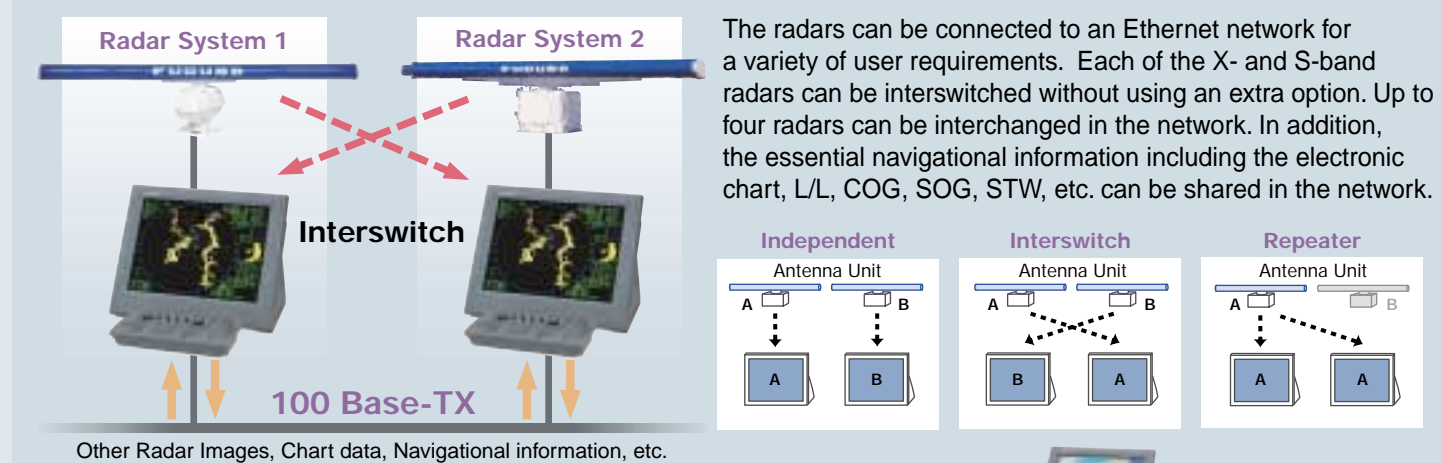 Radar System 1
Radar System 2
FURUNO
FURUNO
Interswitch
100 Base-TX
Other Radar Images, Chart data, Navigational information, etc.
The radars can be connected to an Ethernet network for
a variety of user requirements. Each of the X- and S-band
radars can be interswitched without using an extra option. Up to
four radars can be interchanged in the network. In addition,
the essential navigational information including the electronic
chart, L/L, COG, SOG, STW, etc. can be shared in the network.
Independent
Antenna Unit
A B
A B
Interswitch
Antenna Unit
A B
B A
Repeater
Antenna Unit
A B
A A